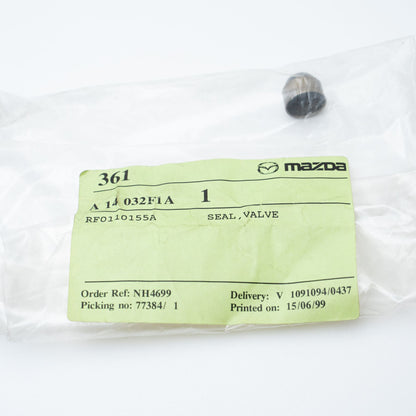 361 mazda
A 14 032F1A 1
RF0110155A SEAL,VALVE
Order Ref: NH4699 Delivery: V 1091094/0437
Picking no: 77384/ 1 Printed on: 15/06/99